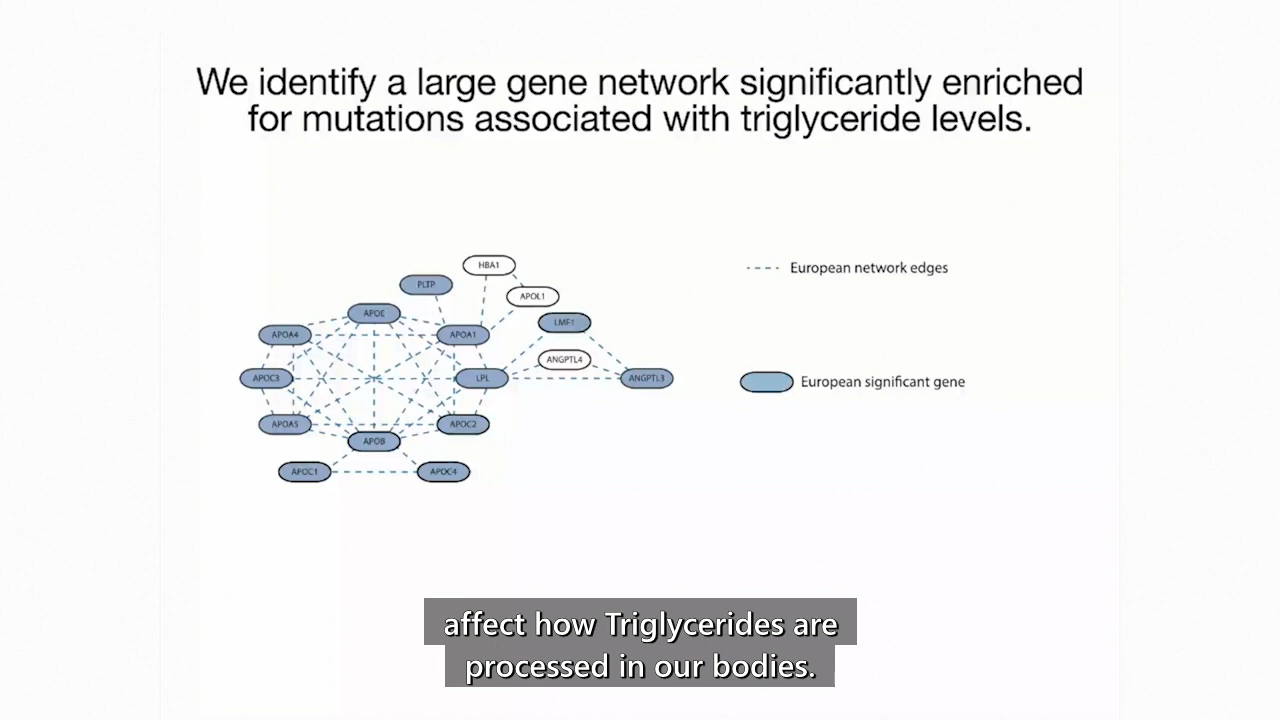 We identify a large gene network significantly enriched
for mutations associated with triglyceride levels.
HBA1
PLTP
APOL1
APOE
LMF1
APOA4
APOA1
ANGPTL4
APOC3
LPL
ANGPTL3
APOA5
APOC2
APOB
APOC1
APOC4
European network edges
European significant gene
affect how Triglycerides are
processed in our bodies.